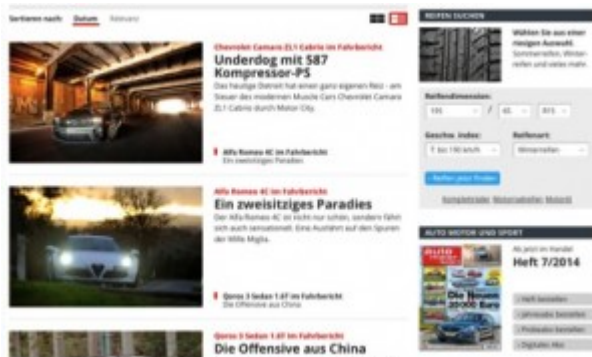 Sortieren nach: Datum Relevanz
Chevrolet Camaro ZL1 Cabrio im Fahrbericht
Underdog mit 587
Kompressor-PS
Das heutige Detroit hat einen ganz eigenen Reiz - am
Steuer des modernen Muscle Cars Chevrolet Camaro
ZL1 Cabrio durch Motor City.
Alfa Romeo 4C im Fahrbericht
Ein zweisitziges Paradies
Alfa Romeo 4C im Fahrbericht
Ein zweisitziges Paradies
Der Alfa Romeo 4C ist nicht nur schön, sondern fährt
sich auch sensationell. Eine Ausfahrt auf den Spuren
der Mille Miglia.
Qoros 3 Sedan 1.6T im Fahrbericht
Die Offensive aus China
Qoros 3 Sedan 1.6T im Fahrbericht
Die Offensive aus China
REIFEN SUCHEN
Wählen Sie aus einer
riesigen Auswahl.
Sommerreifen, Winter-
reifen und vieles mehr.
Reifendimension:
195 / 65 R15
Geschw. index: Reifenart:
T bis 190 km/h Winterreifen
Reifen jetzt finden
Kompletträder Motorradreifen Motoröl
AUTO MOTOR UND SPORT
auto
Die Neuen
20 000 Euro
Ab jetzt im Handel
Heft 7/2014
Heft bestellen
Jahresabo bestellen
Probeabo bestellen
Digitales Abo